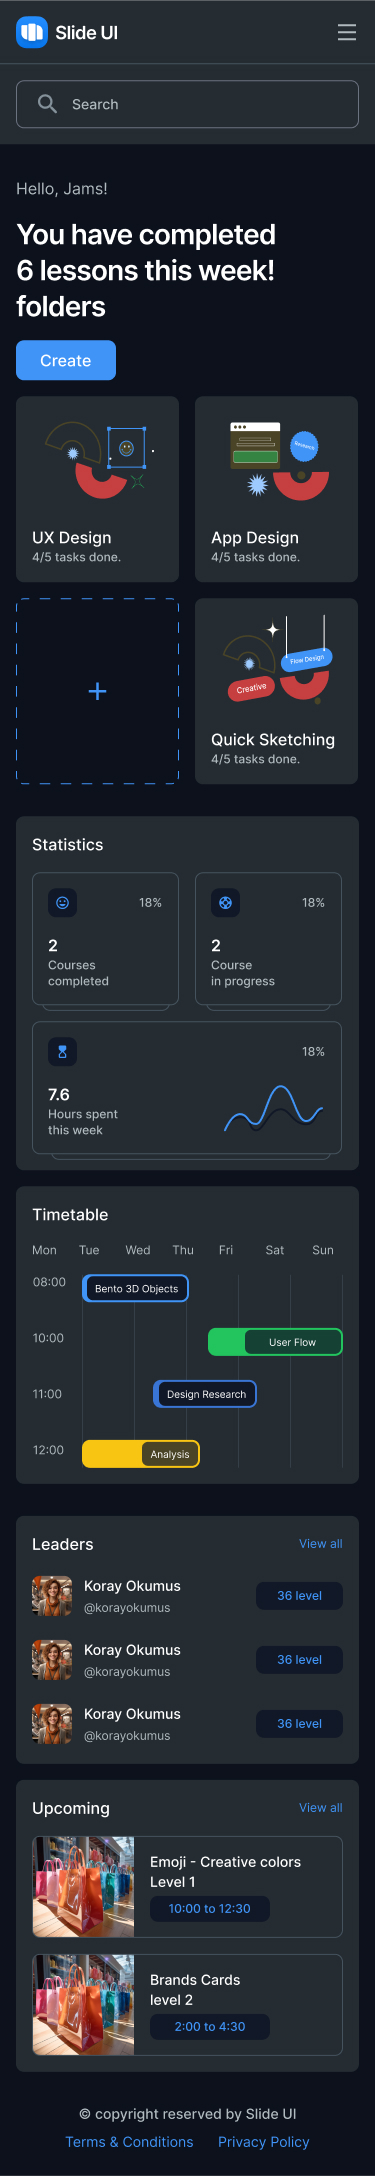 Slide UI
Search
Hello, Jams!
You have completed
6 lessons this week!
folders
Create
UX Design
4/5 tasks done.
Research
App Design
4/5 tasks done.
+
Flow Design
Creative
Quick Sketching
4/5 tasks done.
Statistics
18%
2
Courses
completed
18%
2
Course
in progress
18%
7.6
Hours spent
this week
Timetable
Mon Tue Wed Thu Fri Sat Sun
08:00 Bento 3D Objects
10:00 User Flow
11:00 Design Research
12:00 Analysis
Leaders View all
Koray Okumus
@korayokumus
36 level
Koray Okumus
@korayokumus
36 level
Koray Okumus
@korayokumus
36 level
Upcoming View all
Emoji - Creative colors
Level 1
10:00 to 12:30
Brands Cards
level 2
2:00 to 4:30
© copyright reserved by Slide UI
Terms & Conditions Privacy Policy